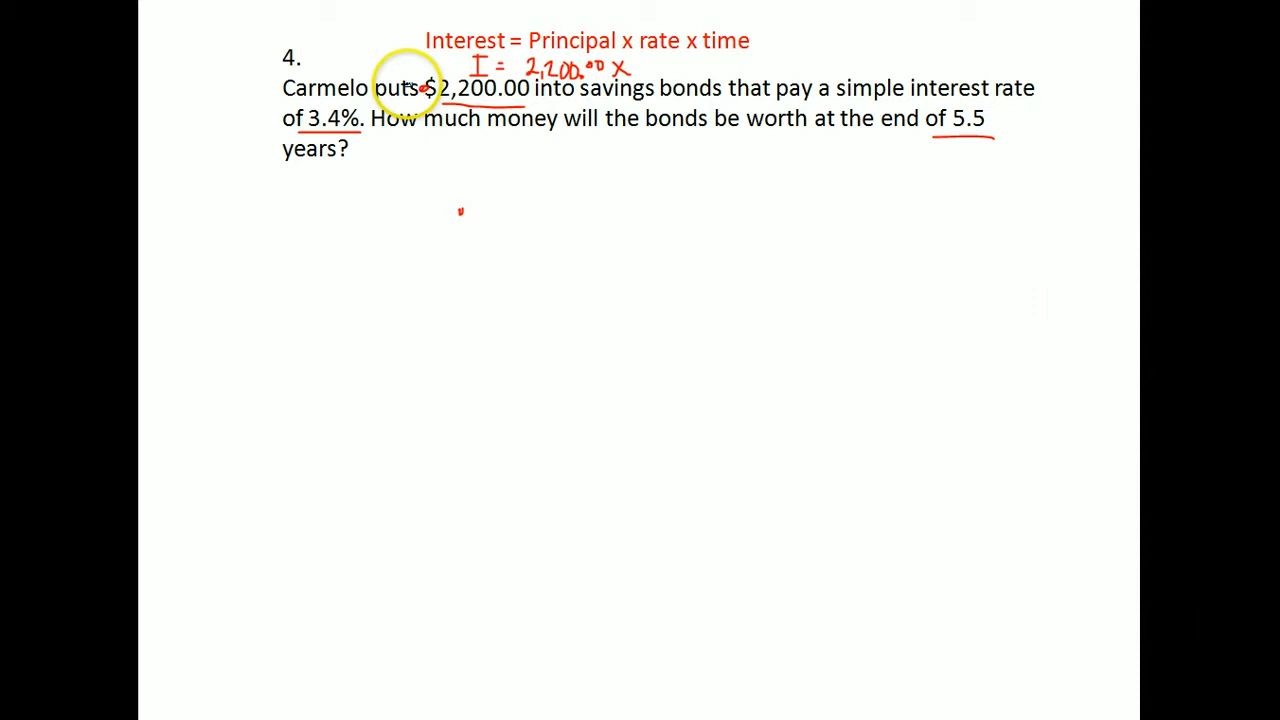 Interest = Principal x rate x time
4.
I = 2,200.00 x
Carmelo puts $2,200.00 into savings bonds that pay a simple interest rate
of 3.4%. How much money will the bonds be worth at the end of 5.5
years?